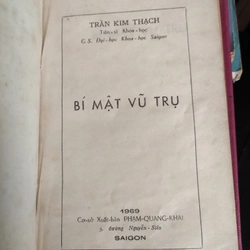 TRẦN KIM THẠCH
Tiến-sĩ Khoa-học
G. S. Đại-học Khoa-học Saigon
BÍ MẬT VŨ TRỤ
1969
Cơ-sở Xuất-bản PHẠM-QUANG-KHAI
5, đường Nguyễn-Siêu
SAIGON